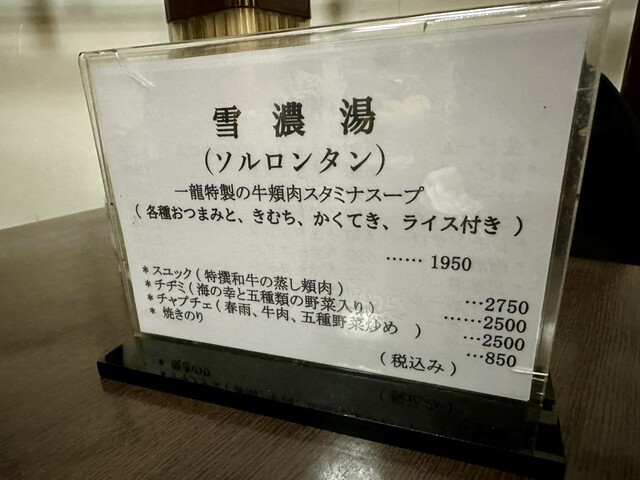 雪濃湯
(ソルロンタン)
一龍特製の牛頬肉スタミナスープ
(各種おつまみと、きむち、かくてき、ライス付き)
……1950
*スユック(特撰和牛の蒸し頬肉) …2750
*チヂミ(海の幸と五種類の野菜入り) ……2500
*チャプチェ(春雨、牛肉、五種野菜炒め) …2500
*焼きのり …850
(税込み)